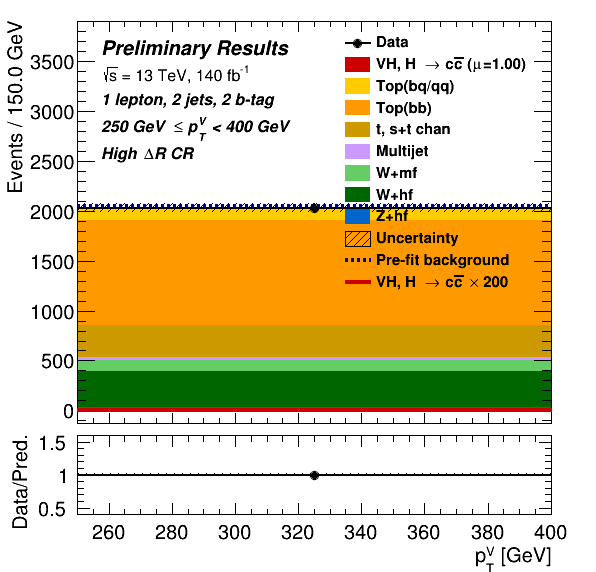 Events / 150.0 GeV
3500
3000
2500
2000
1500
1000
500
0
Preliminary Results
√s = 13 TeV, 140 fb⁻¹
1 lepton, 2 jets, 2 b-tag
250 GeV ≤ p_T^V < 400 GeV
High ΔR CR
Data
VH, H → cc̅ (μ=1.00)
Top(bq/qq)
Top(bb)
t, s+t chan
Multijet
W+mf
W+hf
Z+hf
Uncertainty
Pre-fit background
VH, H → cc̅ × 200
Data/Pred.
1.5
1
0.5
260 280 300 320 340 360 380 400
p_T^V [GeV]